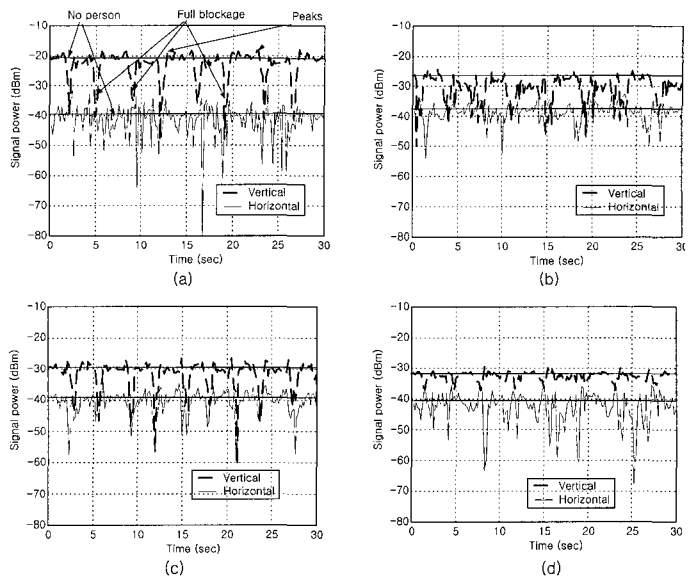 No person Full blockage Peaks
-10
-20
-30
-40
-50
-60
-70
-80
Signal power (dBm)
Vertical
Horizontal
0 5 10 15 20 25 30
Time (sec)
(a)
-10
-20
-30
-40
-50
-60
-70
-80
Signal power (dBm)
Vertical
Horizontal
0 5 10 15 20 25 30
Time (sec)
(b)
-10
-20
-30
-40
-50
-60
-70
-80
Signal power (dBm)
Vertical
Horizontal
0 5 10 15 20 25 30
Time (sec)
(c)
-10
-20
-30
-40
-50
-60
-70
-80
Signal power (dBm)
Vertical
Horizontal
0 5 10 15 20 25 30
Time (sec)
(d)